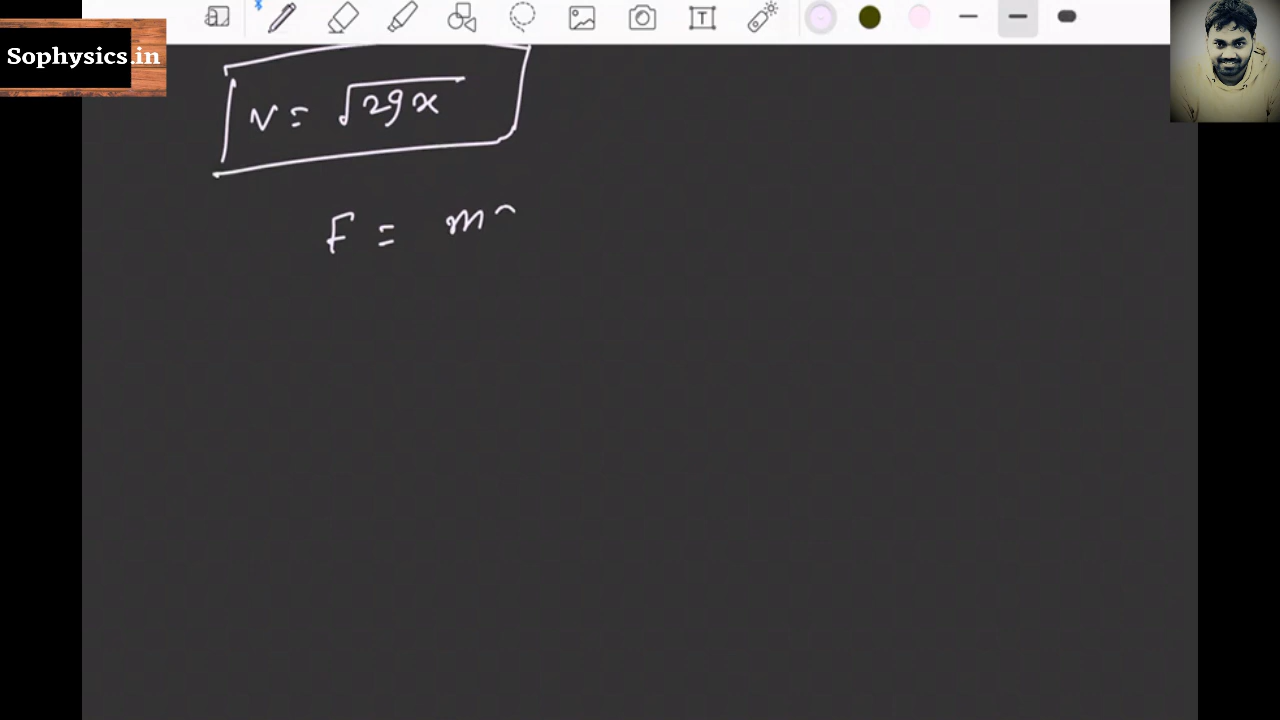 Sophysics.in
v = √2gx
F = m